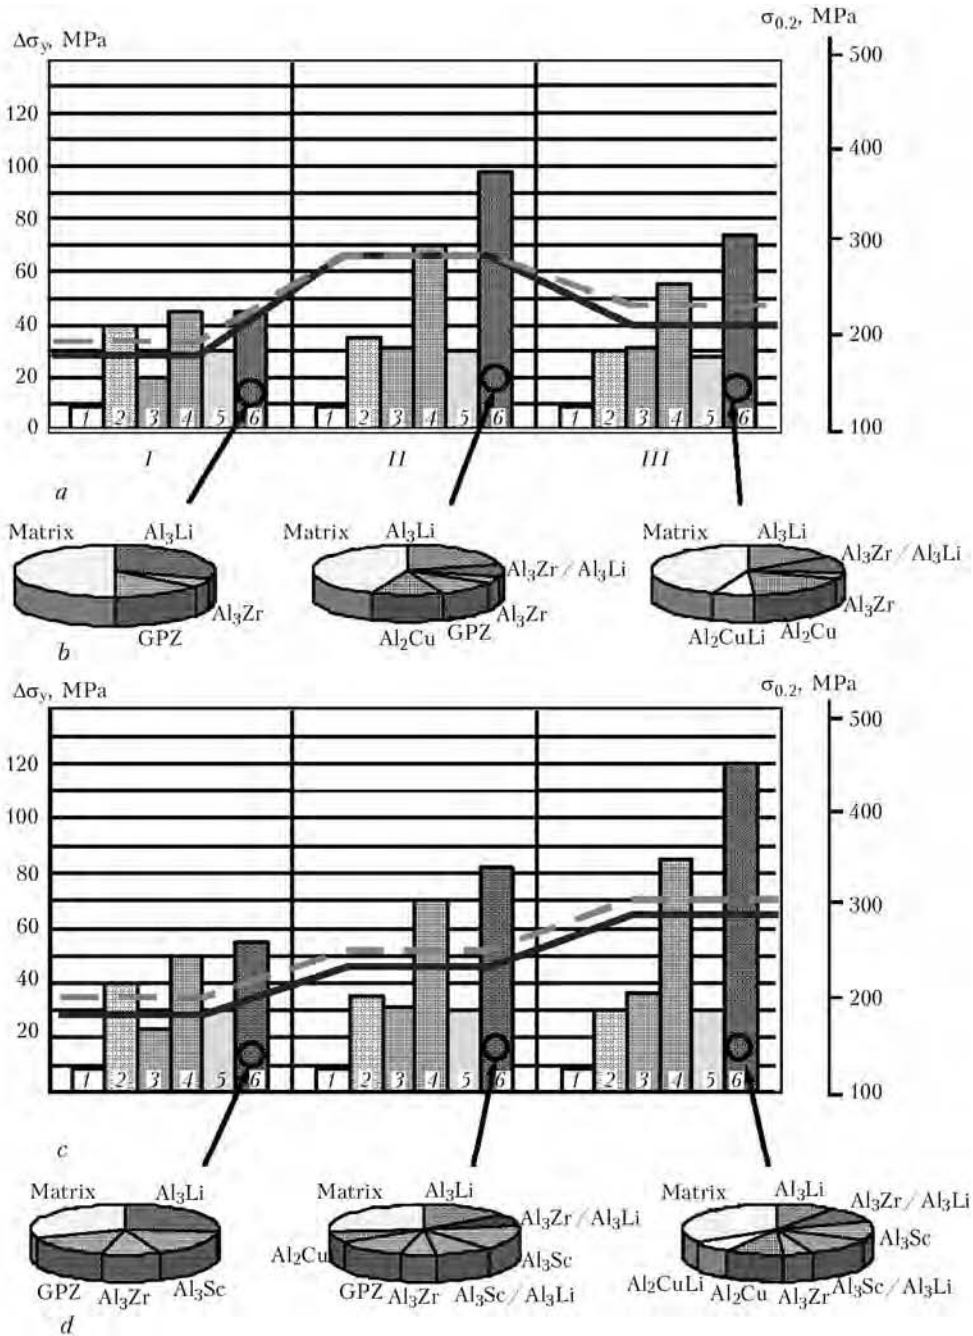 Δσ_y, MPa
σ_0.2, MPa
500
120
400
100
80
300
60
40
200
20
0
100
1 2 3 4 5 6
1 2 3 4 5 6
1 2 3 4 5 6
I II III
a
Matrix Al₃Li
Al₃Zr
GPZ
Matrix Al₃Li
Al₃Zr/Al₃Li
Al₃Zr
Al₂Cu GPZ
Matrix Al₃Li
Al₃Zr/Al₃Li
Al₃Zr
Al₂CuLi Al₂Cu
b
Δσ_y, MPa
σ_0.2, MPa
500
120
400
100
80
300
60
40
200
20
100
1 2 3 4 5 6
1 2 3 4 5 6
1 2 3 4 5 6
c
Matrix Al₃Li
GPZ Al₃Zr Al₃Sc
Matrix Al₃Li
Al₃Zr/Al₃Li
Al₂Cu Al₃Sc
GPZ Al₃Zr Al₃Sc/Al₃Li
Matrix Al₃Li
Al₃Zr/Al₃Li
Al₃Sc
Al₂CuLi Al₂Cu Al₃Zr Al₃Sc/Al₃Li
d